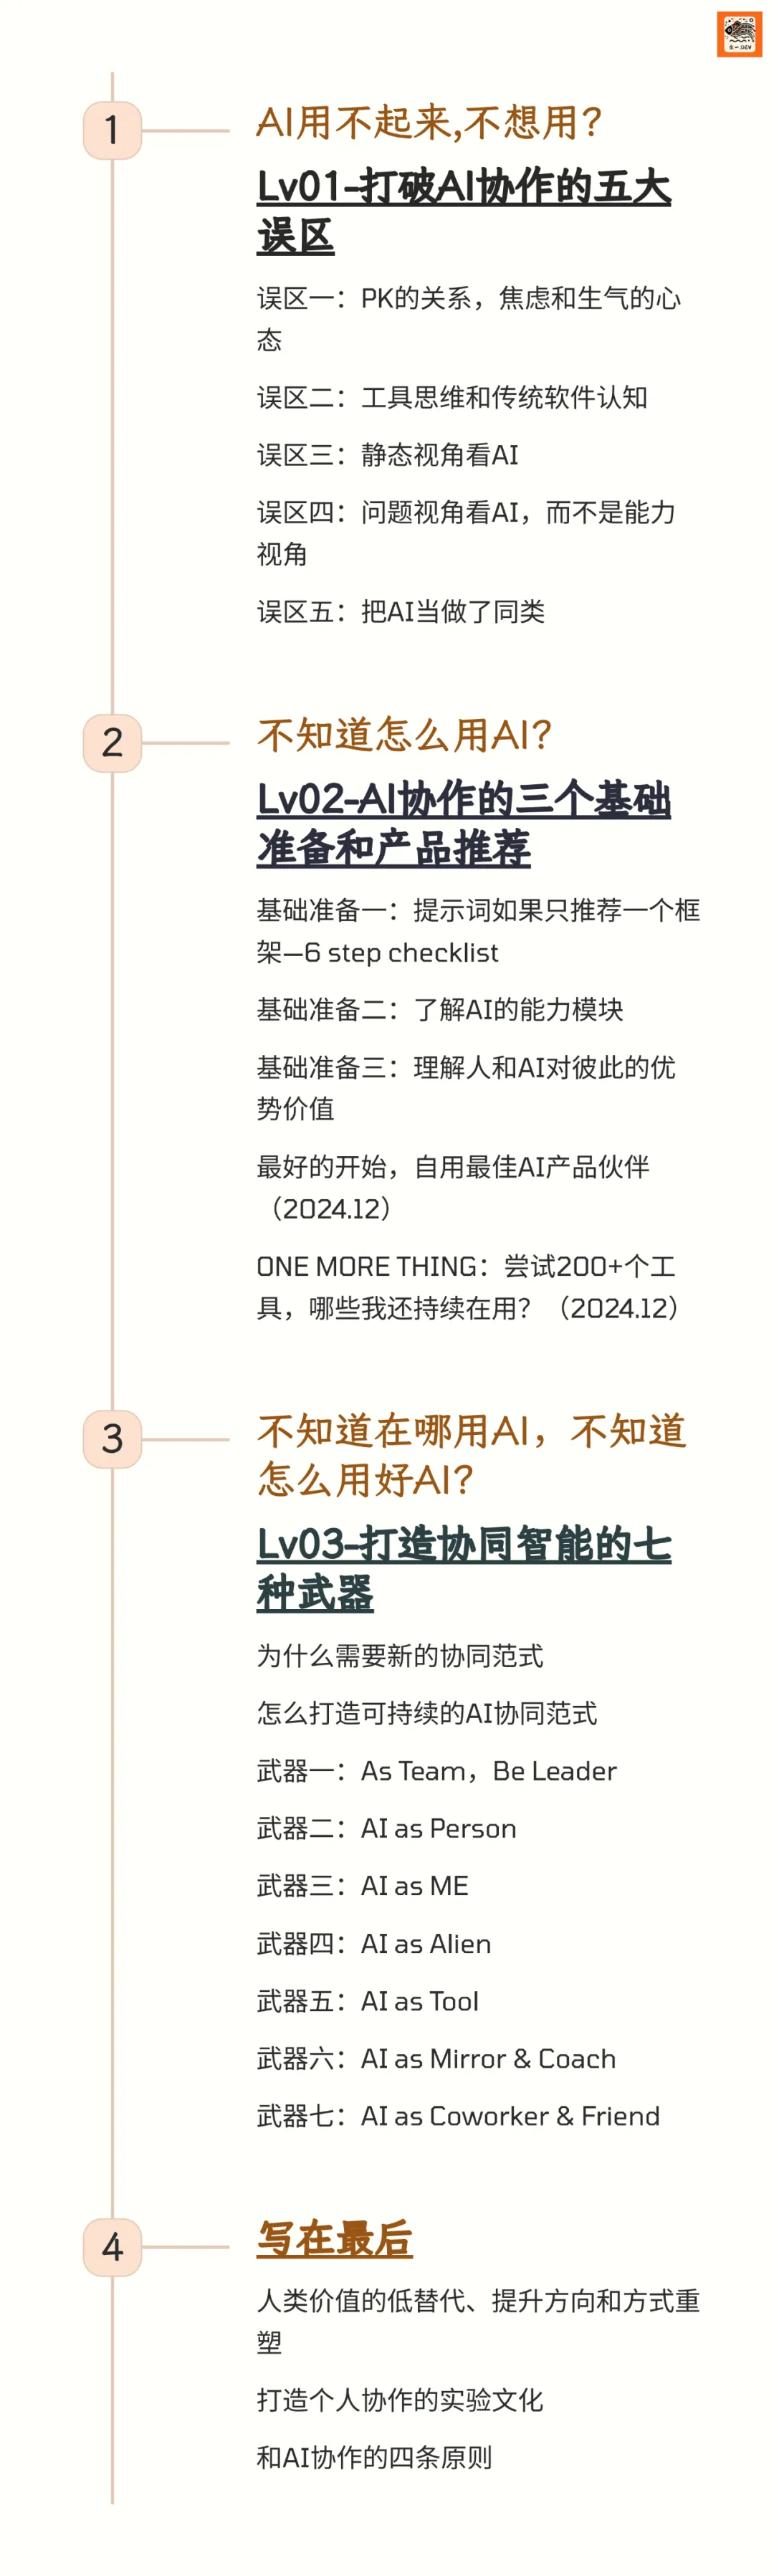 1
AI用不起来,不想用?
Lv01-打破AI协作的五大
误区
误区一：PK的关系，焦虑和生气的心
态
误区二：工具思维和传统软件认知
误区三：静态视角看AI
误区四：问题视角看AI，而不是能力
视角
误区五：把AI当做了同类
2
不知道怎么用AI?
Lv02-AI协作的三个基础
准备和产品推荐
基础准备一：提示词如果只推荐一个框
架—6 step checklist
基础准备二：了解AI的能力模块
基础准备三：理解人和AI对彼此的优
势价值
最好的开始，自用最佳AI产品伙伴
（2024.12）
ONE MORE THING：尝试200+个工
具，哪些我还持续在用？（2024.12）
3
不知道在哪用AI，不知道
怎么用好AI?
Lv03-打造协同智能的七
种武器
为什么需要新的协同范式
怎么打造可持续的AI协同范式
武器一：As Team，Be Leader
武器二：AI as Person
武器三：AI as ME
武器四：AI as Alien
武器五：AI as Tool
武器六：AI as Mirror & Coach
武器七：AI as Coworker & Friend
4
写在最后
人类价值的低替代、提升方向和方式重
塑
打造个人协作的实验文化
和AI协作的四条原则